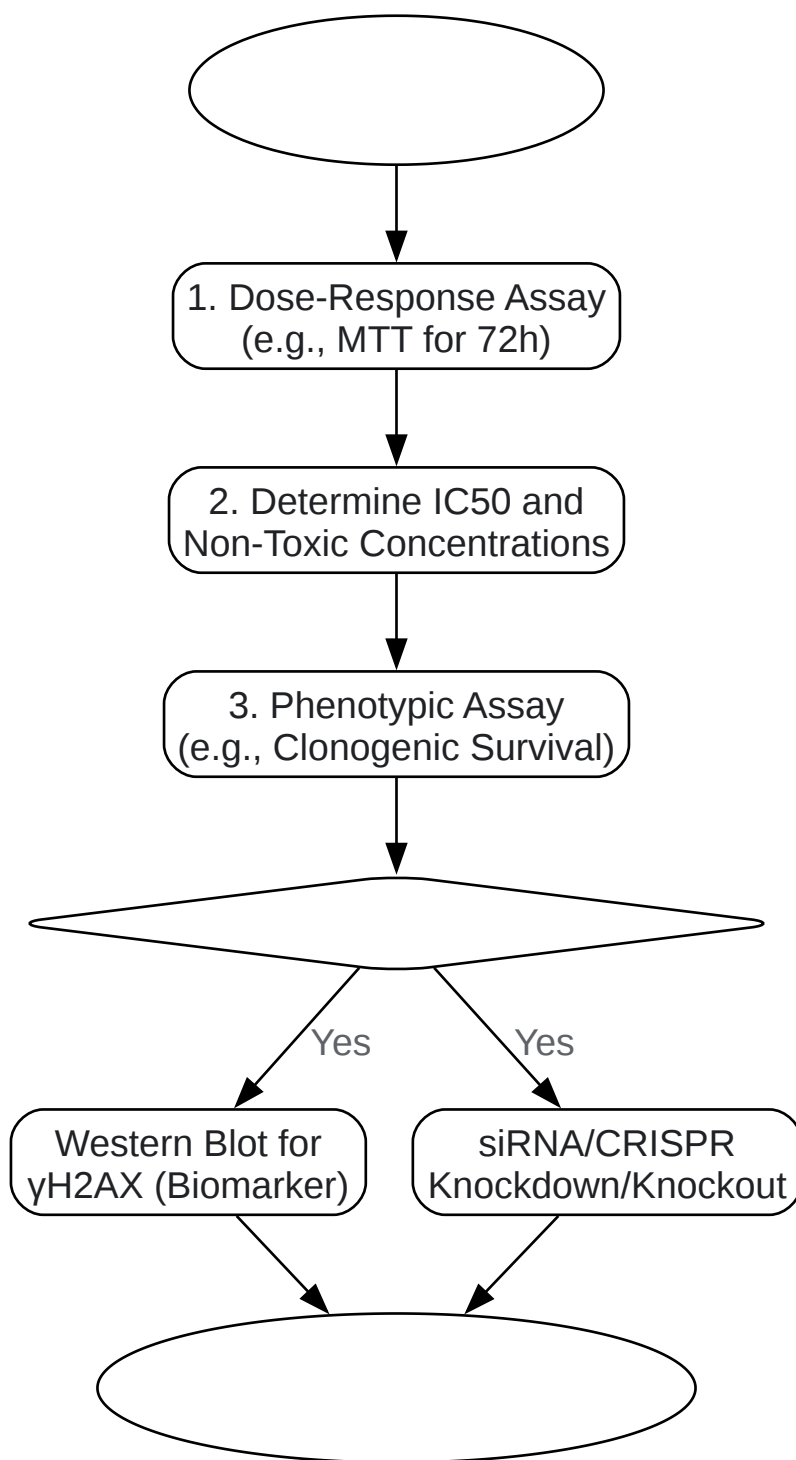 1. Dose-Response Assay
(e.g., MTT for 72h)
2. Determine IC50 and
Non-Toxic Concentrations
3. Phenotypic Assay
(e.g., Clonogenic Survival)
Yes
Yes
Western Blot for
γH2AX (Biomarker)
siRNA/CRISPR
Knockdown/Knockout